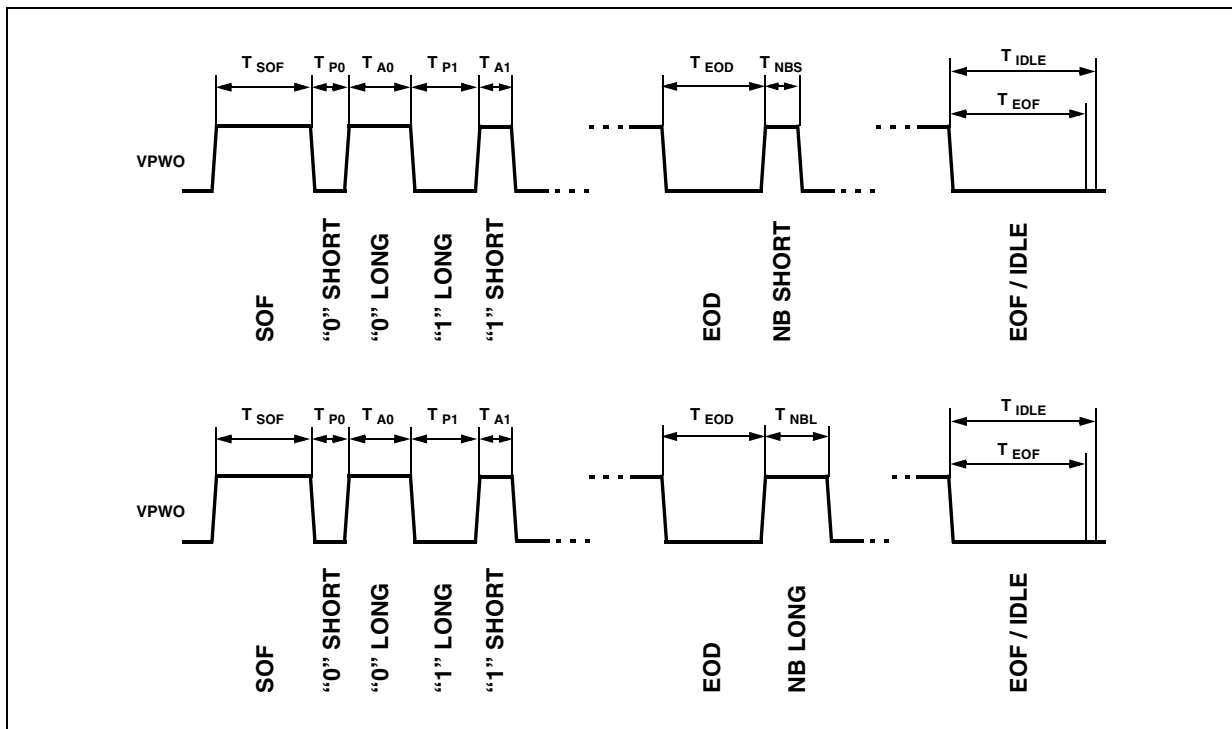 T SOF T P0 T A0 T P1 T A1 T EOD T NBS T IDLE
T EOF
VPWO
SOF
“0” SHORT
“0” LONG
“1” LONG
“1” SHORT
EOD
NB SHORT
EOF / IDLE
T SOF T P0 T A0 T P1 T A1 T EOD T NBL T IDLE
T EOF
VPWO
SOF
“0” SHORT
“0” LONG
“1” LONG
“1” SHORT
EOD
NB LONG
EOF / IDLE